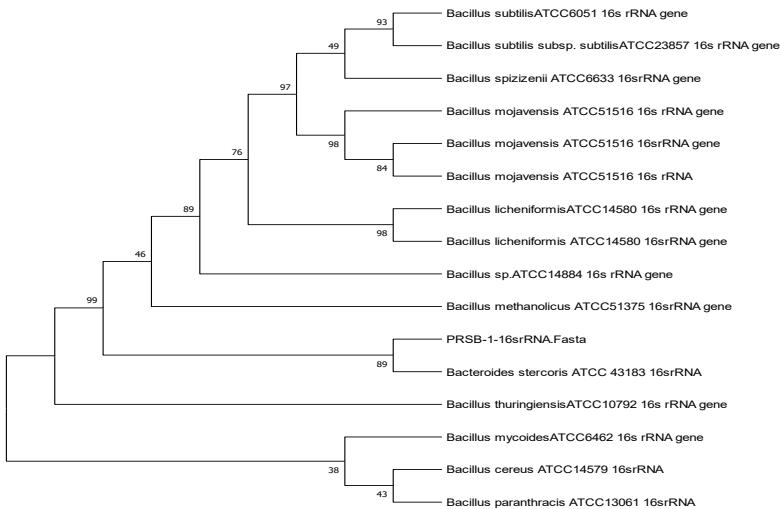 93
Bacillus subtilisATCC6051 16s rRNA gene
Bacillus subtilis subsp. subtilisATCC23857 16s rRNA gene
49
Bacillus spizizenii ATCC6633 16srRNA gene
97
Bacillus mojavensis ATCC51516 16s rRNA gene
98
Bacillus mojavensis ATCC51516 16srRNA gene
84
Bacillus mojavensis ATCC51516 16s rRNA
76
Bacillus licheniformisATCC14580 16s rRNA gene
98
Bacillus licheniformis ATCC14580 16srRNA gene
89
Bacillus sp.ATCC14884 16s rRNA gene
46
Bacillus methanolicus ATCC51375 16srRNA gene
99
PRSB-1-16srRNA.Fasta
89
Bacteroides stercoris ATCC 43183 16srRNA
Bacillus thuringiensisATCC10792 16s rRNA gene
Bacillus mycoidesATCC6462 16s rRNA gene
38
Bacillus cereus ATCC14579 16srRNA
43
Bacillus paranthracis ATCC13061 16srRNA